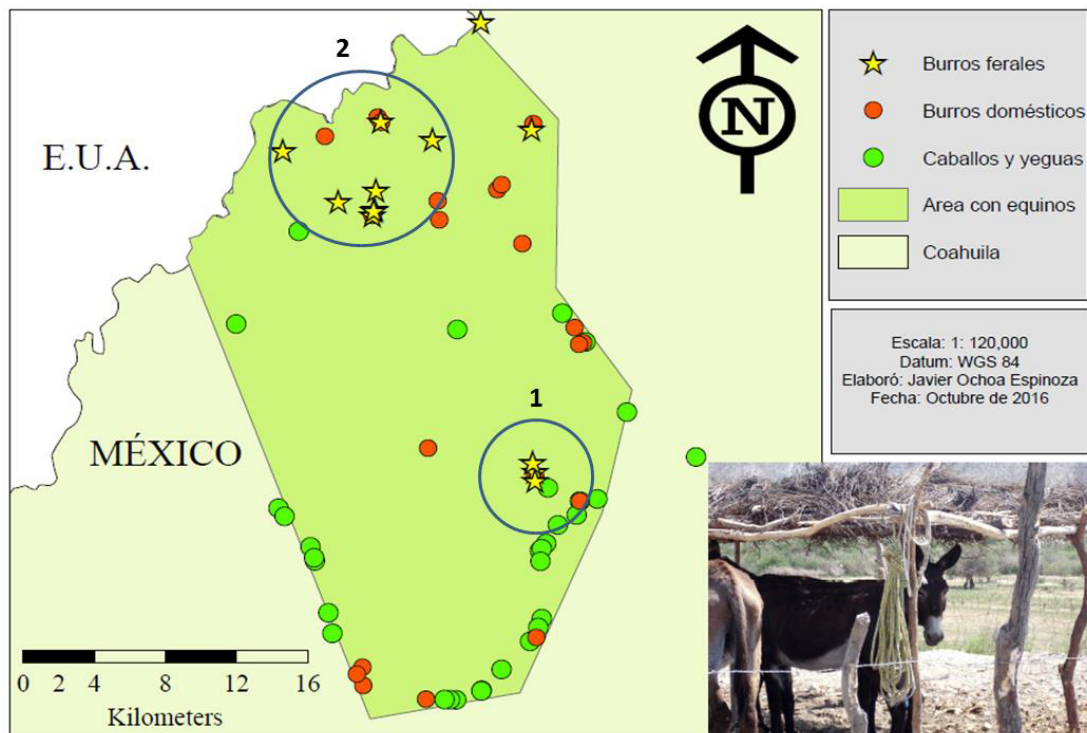 2
E.U.A.
MÉXICO
1
0 2 4 8 12 16
Kilometers
N
Burros ferales
Burros domésticos
Caballos y yeguas
Area con equinos
Coahuila
Escala: 1: 120,000
Datum: WGS 84
Elaboró: Javier Ochoa Espinoza
Fecha: Octubre de 2016